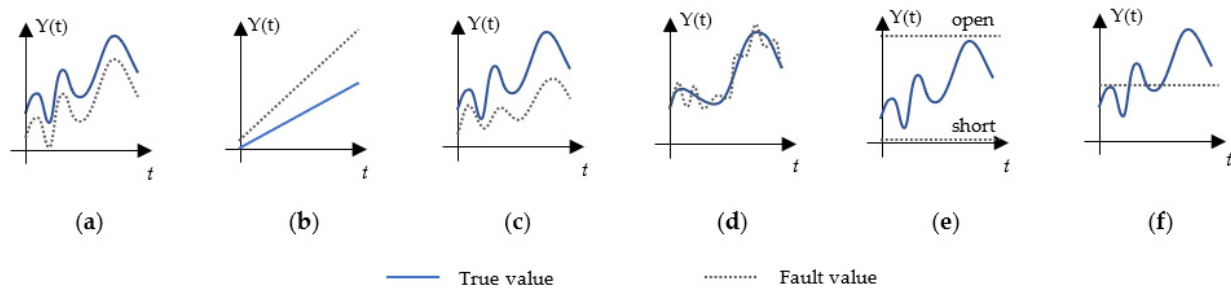 Y(t) Y(t) Y(t) Y(t) Y(t) open Y(t)
short
t t t t t t
(a) (b) (c) (d) (e) (f)
True value Fault value